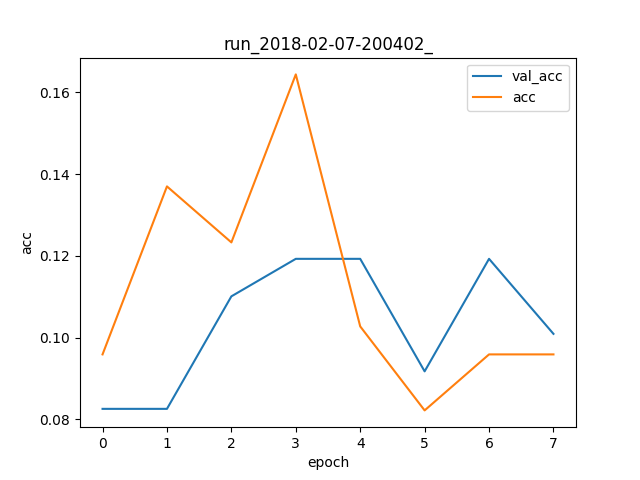 run_2018-02-07-200402_
val_acc
acc
0.16
0.14
0.12
0.10
0.08
acc
0 1 2 3 4 5 6 7
epoch